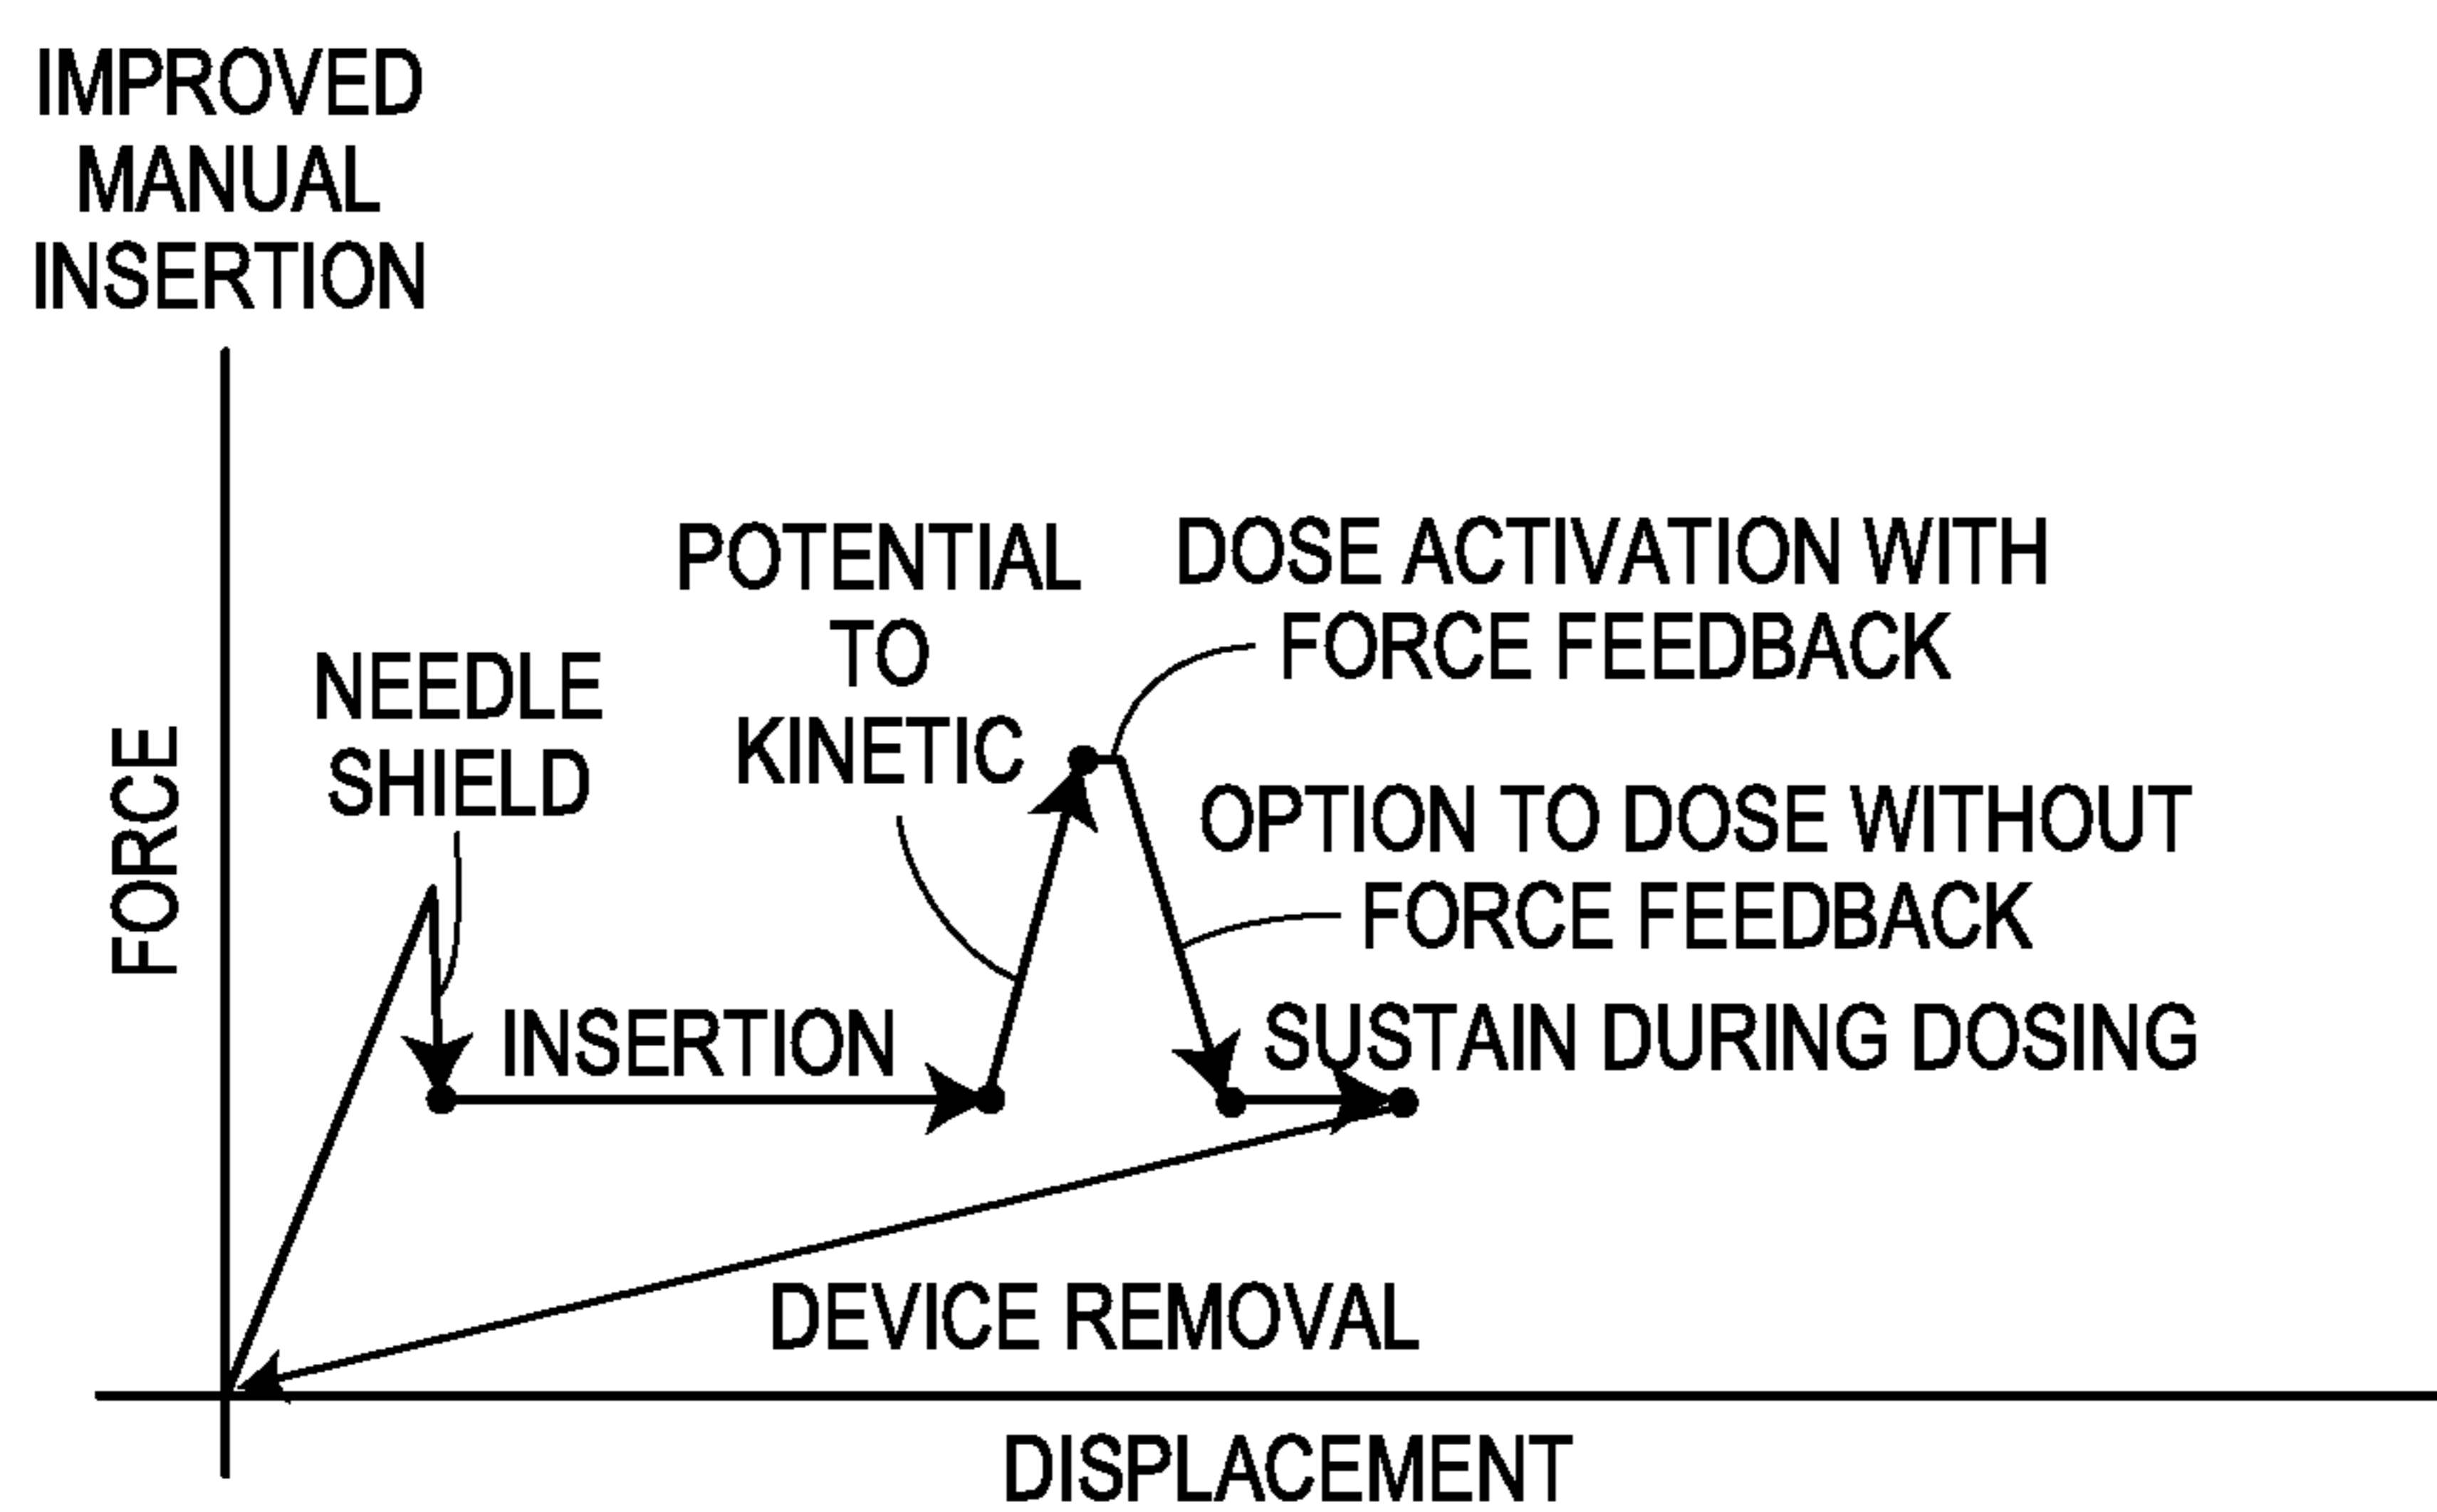 IMPROVED
MANUAL
INSERTION
POTENTIAL
TO
KINETIC
DOSE ACTIVATION WITH
FORCE FEEDBACK
NEEDLE
SHIELD
FORCE
OPTION TO DOSE WITHOUT
FORCE FEEDBACK
INSERTION
SUSTAIN DURING DOSING
DEVICE REMOVAL
DISPLACEMENT